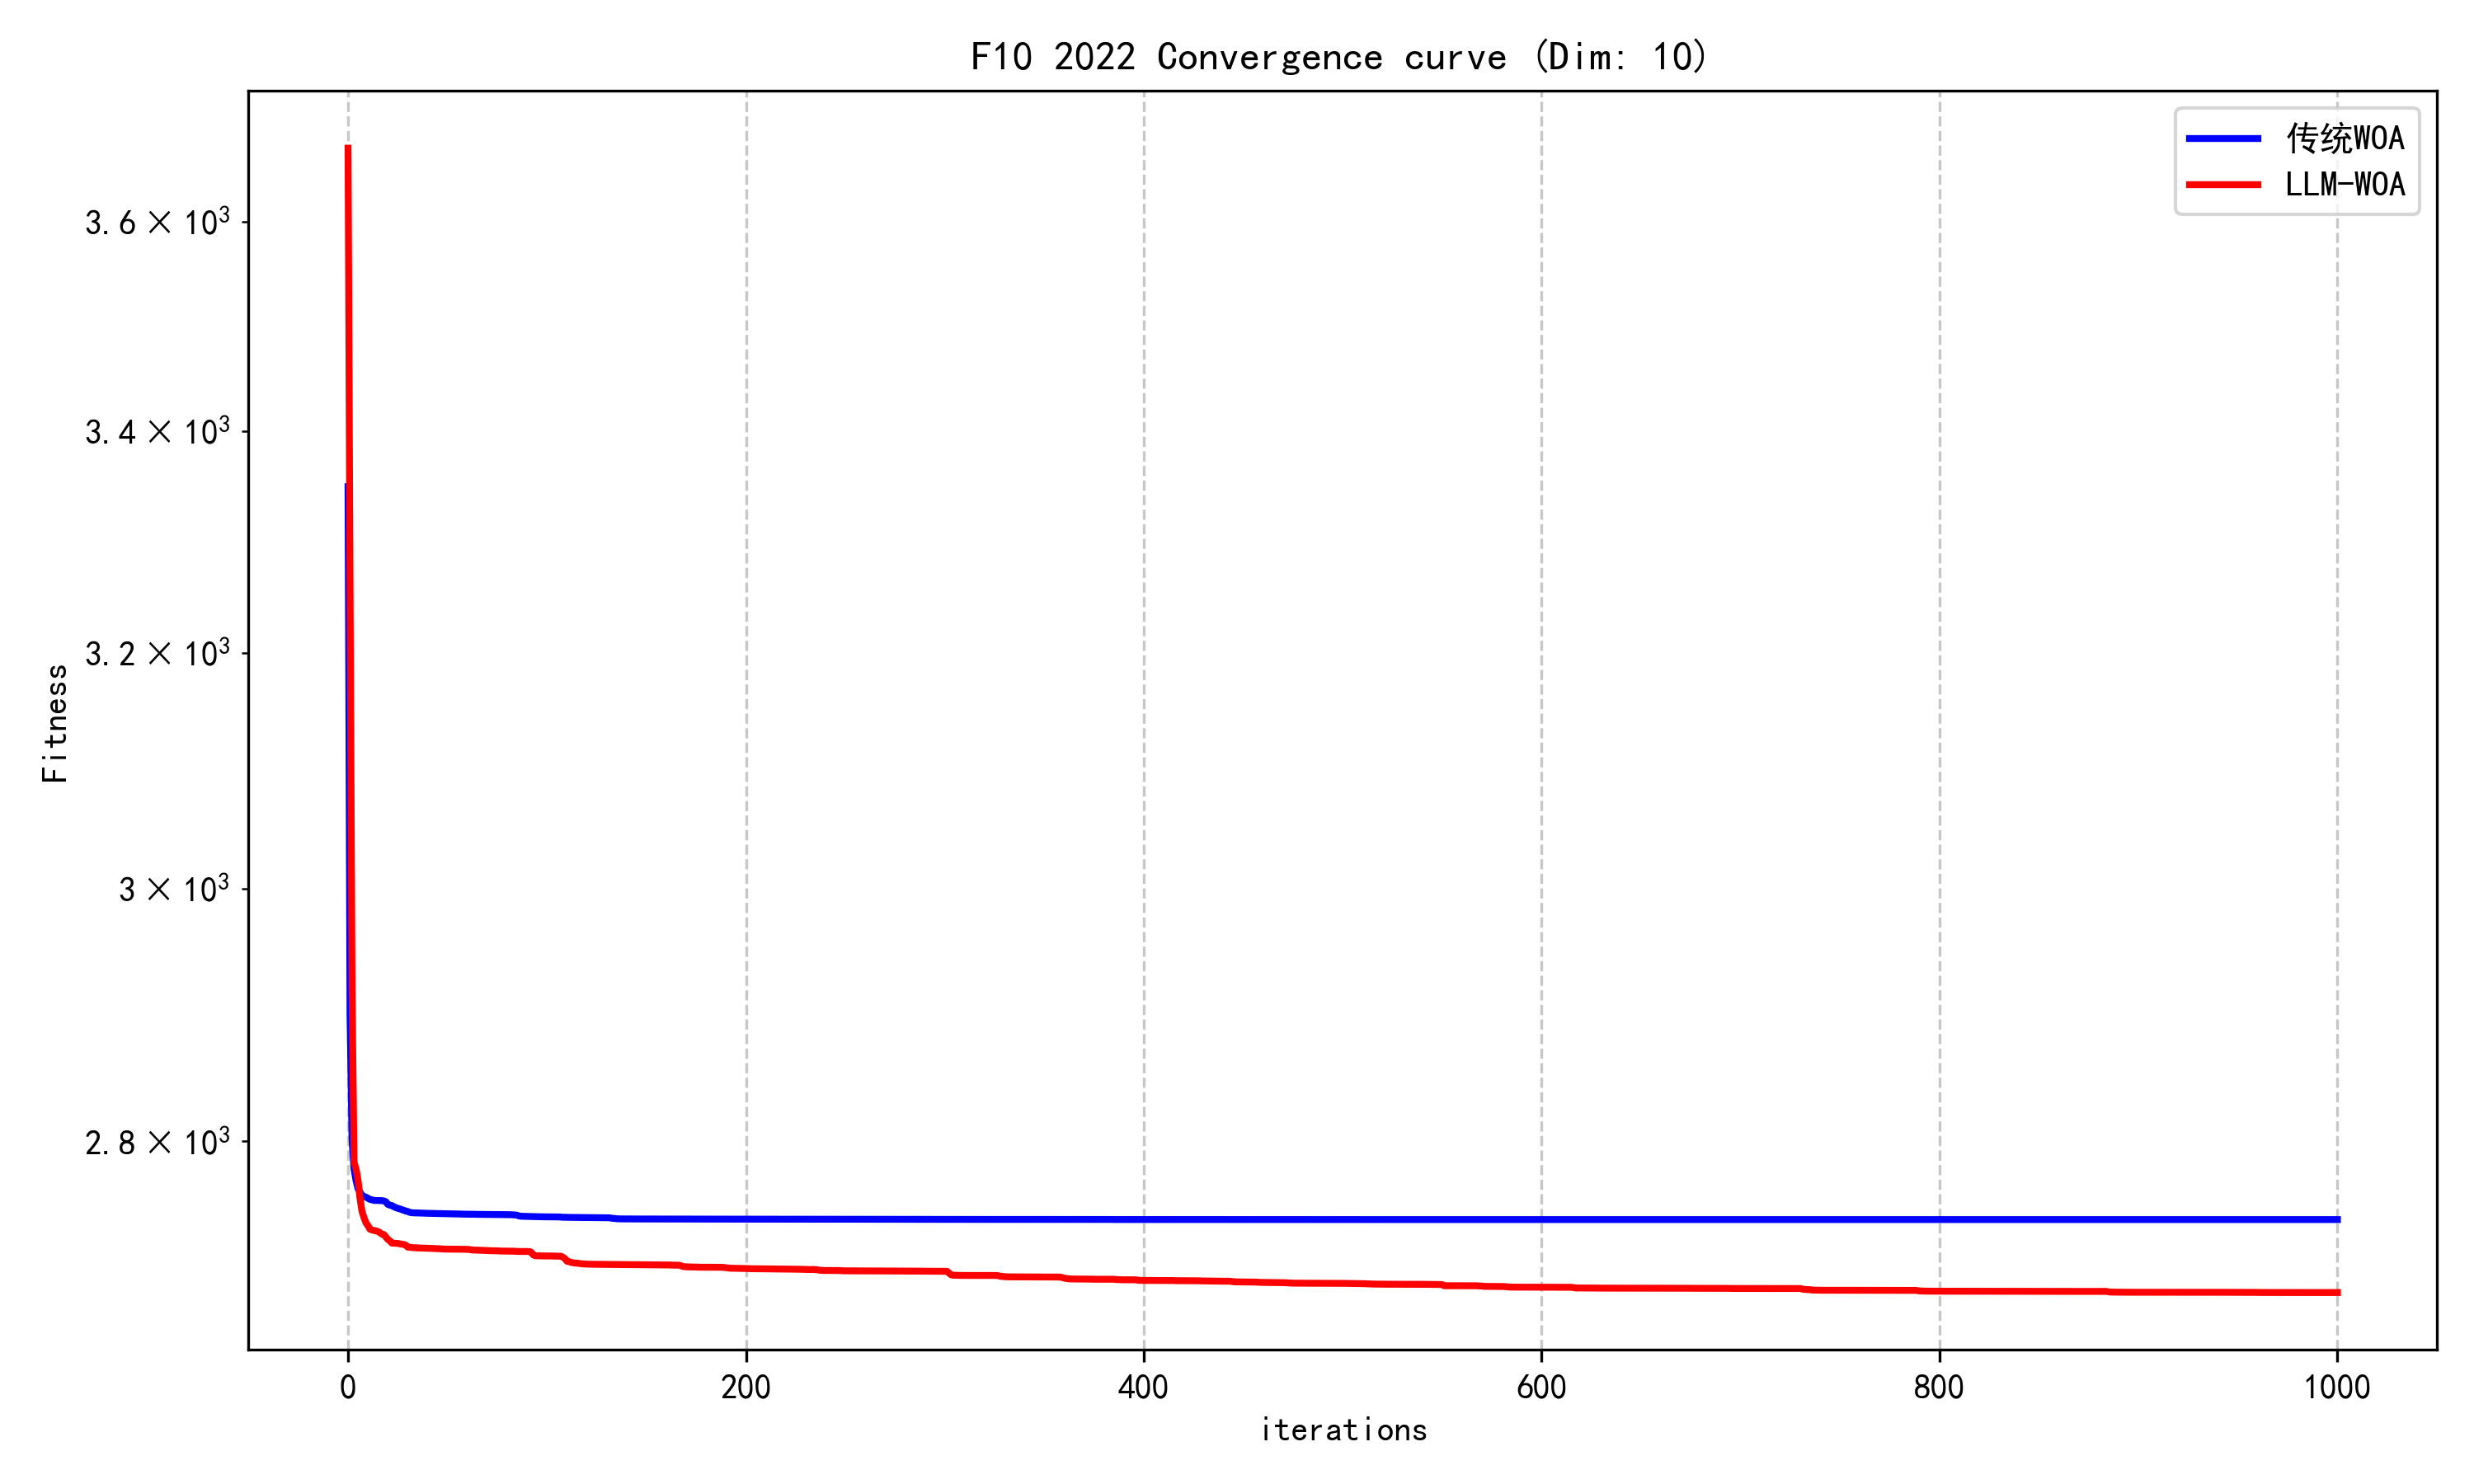 F10 2022 Convergence curve (Dim: 10)
传统WOA
LLM-WOA
3.6×10³
3.4×10³
3.2×10³
3×10³
2.8×10³
Fitness
0 200 400 600 800 1000
iterations